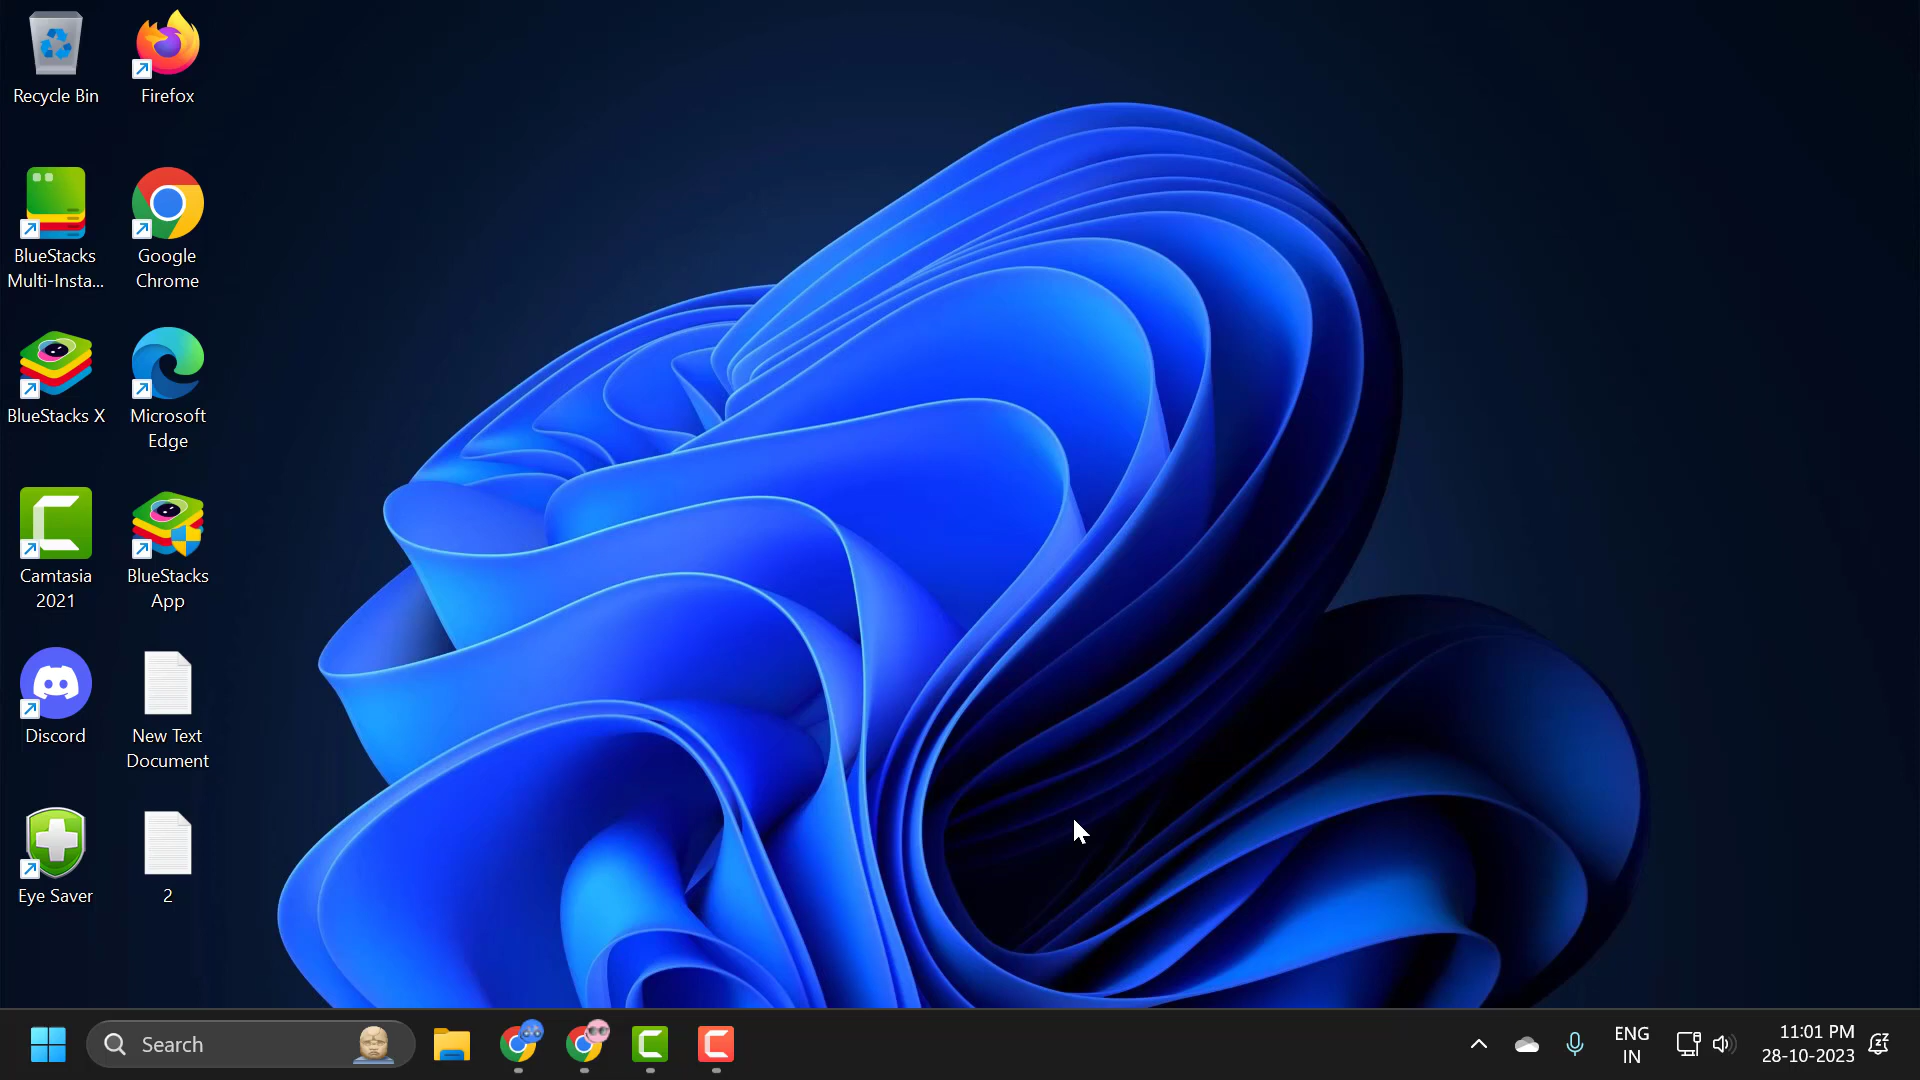 Recycle Bin
Firefox
BlueStacks
Multi-Insta...
Google
Chrome
BlueStacks X
Microsoft
Edge
Camtasia
2021
BlueStacks
App
Discord
New Text
Document
Eye Saver
2
Search
ENG
IN
11:01 PM
28-10-2023